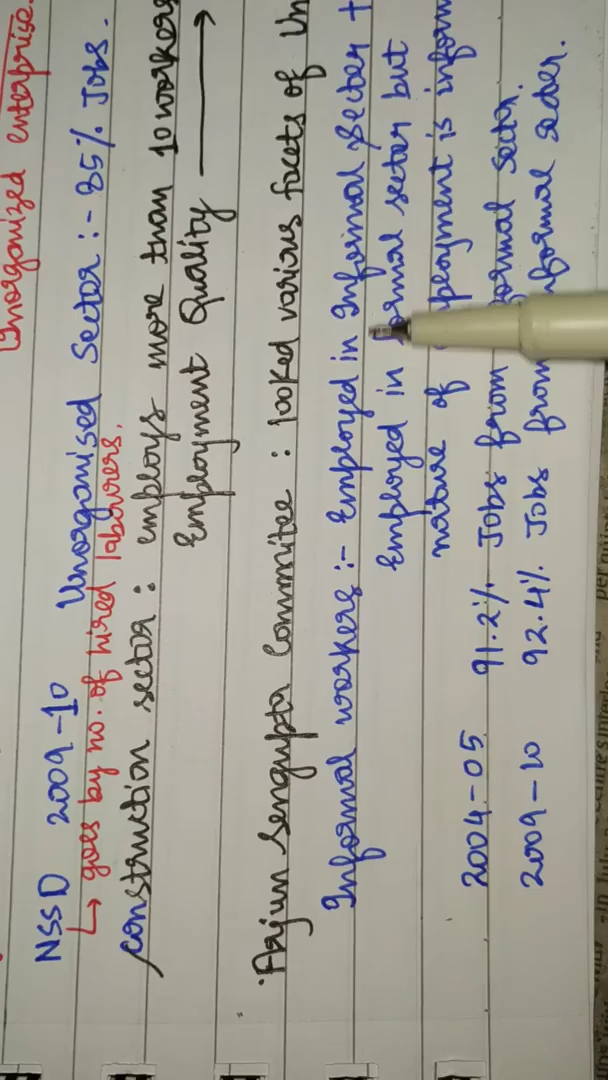 Unorganized enterprise.
NSSO 2009-10 Unorganised Sector :- 85% Jobs.
↳ goes by no. of hired labourers.
construction sector : employs more than 10 workers
Employment Quality →
Arjun Sengupta Commitee : looked various facets of Un
Informal workers :- Employed in Informal Sector +
Employed in formal sector but
nature of employment is inform
2004-05 91.2% Jobs from formal sector.
2009-10 92.4% Jobs from informal sector.